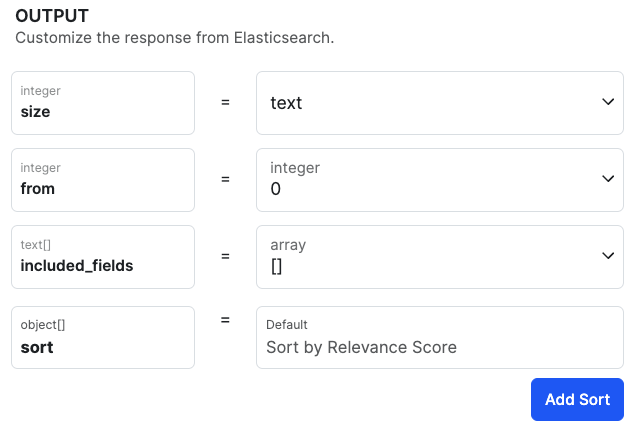 OUTPUT
Customize the response from Elasticsearch.
integer
size
=
text
integer
from
=
integer
0
text[]
included_fields
=
array
[]
object[]
sort
=
Default
Sort by Relevance Score
Add Sort